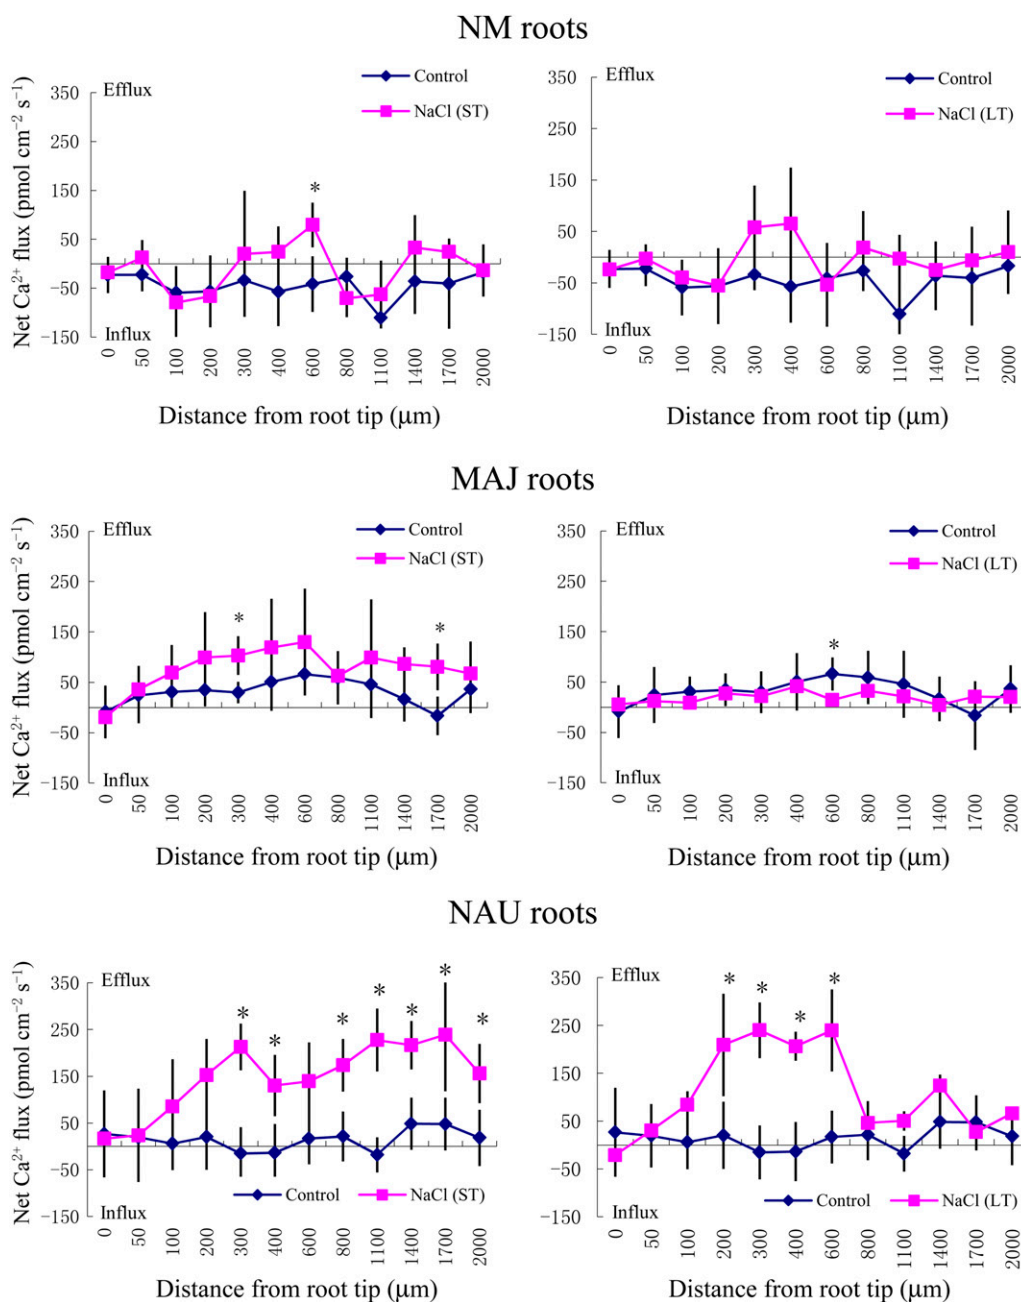 NM roots
Net Ca²⁺ flux (pmol cm⁻² s⁻¹)
350
250
150
50
−50
−150
Efflux
Influx
Control
NaCl (ST)
*
0 50 100 200 300 400 600 800 1100 1400 1700 2000
Distance from root tip (μm)
350
250
150
50
−50
−150
Efflux
Influx
Control
NaCl (LT)
0 50 100 200 300 400 600 800 1100 1400 1700 2000
Distance from root tip (μm)
MAJ roots
Net Ca²⁺ flux (pmol cm⁻² s⁻¹)
350
250
150
50
−50
−150
Efflux
Influx
Control
NaCl (ST)
* *
0 50 100 200 300 400 600 800 1100 1400 1700 2000
Distance from root tip (μm)
350
250
150
50
−50
−150
Efflux
Influx
Control
NaCl (LT)
*
0 50 100 200 300 400 600 800 1100 1400 1700 2000
Distance from root tip (μm)
NAU roots
Net Ca²⁺ flux (pmol cm⁻² s⁻¹)
350
250
150
50
−50
−150
Efflux
Influx
* * * * * * *
Control NaCl (ST)
0 50 100 200 300 400 600 800 1100 1400 1700 2000
Distance from root tip (μm)
350
250
150
50
−50
−150
Efflux
Influx
* * * *
Control NaCl (LT)
0 50 100 200 300 400 600 800 1100 1400 1700 2000
Distance from root tip (μm)